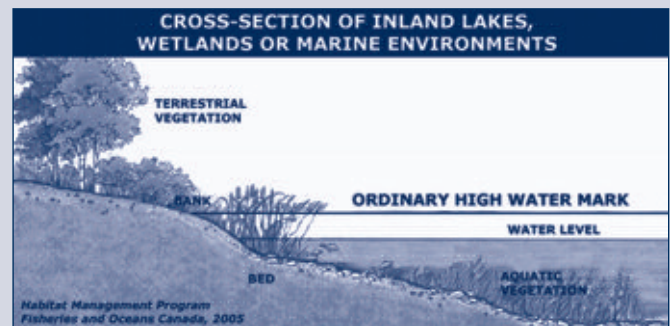 CROSS-SECTION OF INLAND LAKES,
WETLANDS OR MARINE ENVIRONMENTS
TERRESTRIAL
VEGETATION
BANK
ORDINARY HIGH WATER MARK
WATER LEVEL
BED
AQUATIC
VEGETATION
Habitat Management Program
Fisheries and Oceans Canada, 2005